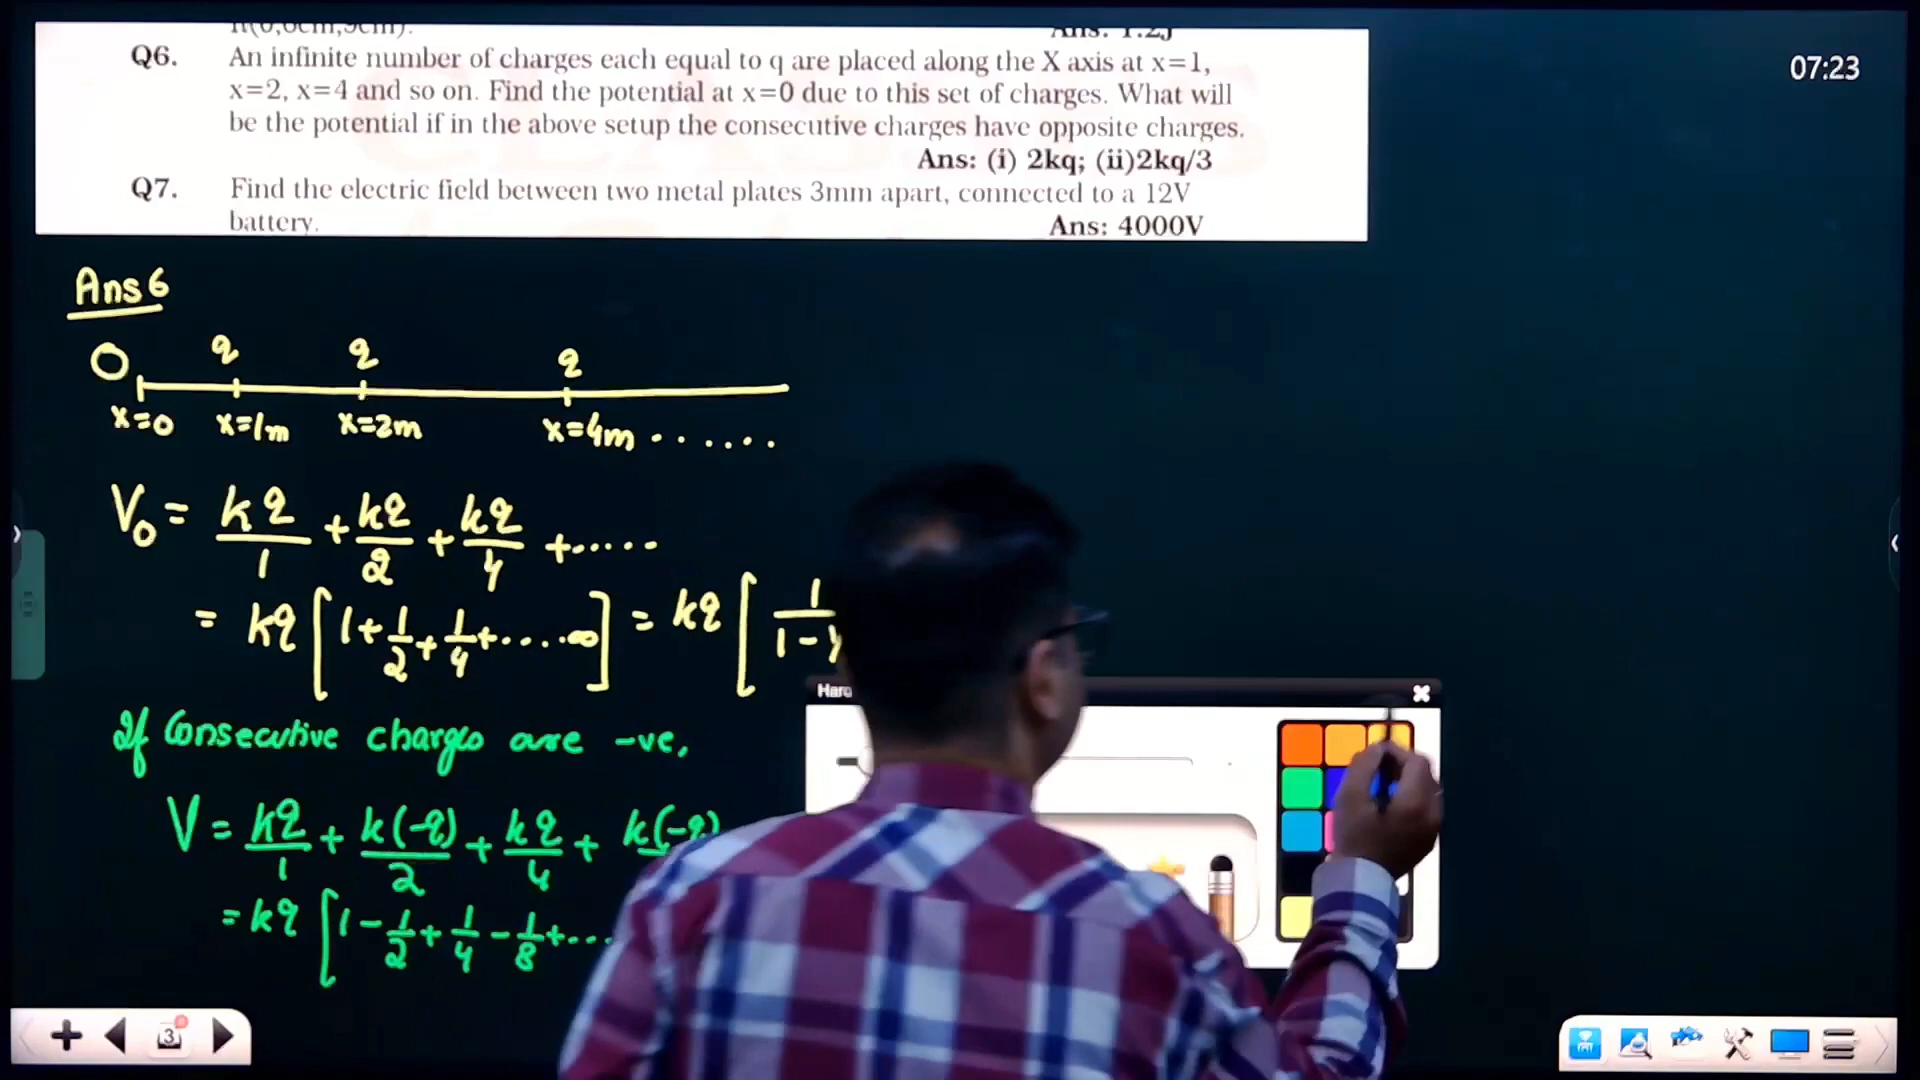 07:23
Q6. An infinite number of charges each equal to q are placed along the X axis at x=1,
x=2, x=4 and so on. Find the potential at x=0 due to this set of charges. What will
be the potential if in the above setup the consecutive charges have opposite charges.
Ans: (i) 2kq; (ii)2kq/3
Q7. Find the electric field between two metal plates 3mm apart, connected to a 12V
battery. Ans: 4000V
Ans 6
O q q q
x=0 x=1m x=2m x=4m ......
V₀ = kq/1 + kq/2 + kq/4 + .....
= kq [1 + 1/2 + 1/4 + .... ∞] = kq [ 1/1-
If Consecutive charges are -ve,
V = kq/1 + k(-q)/2 + kq/4 + k(-q)
= kq [1 - 1/2 + 1/4 - 1/8 + ...
3